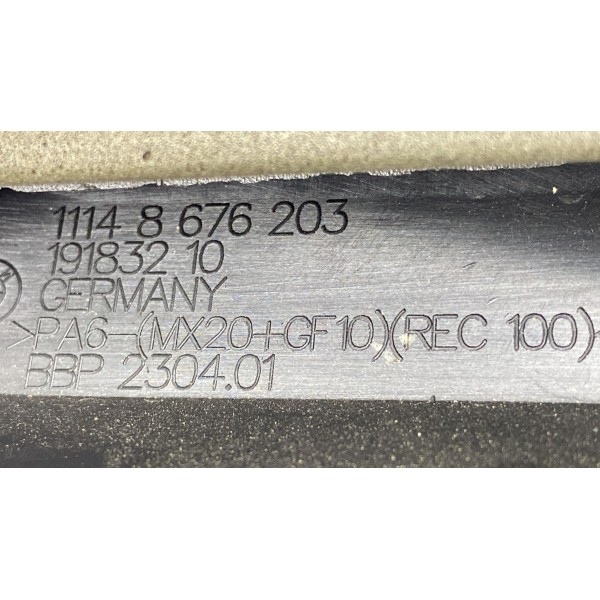 1114 8 676 203
191832 10
GERMANY
>PA6-(MX20+GF10)(REC 100)
BBP 2304.01